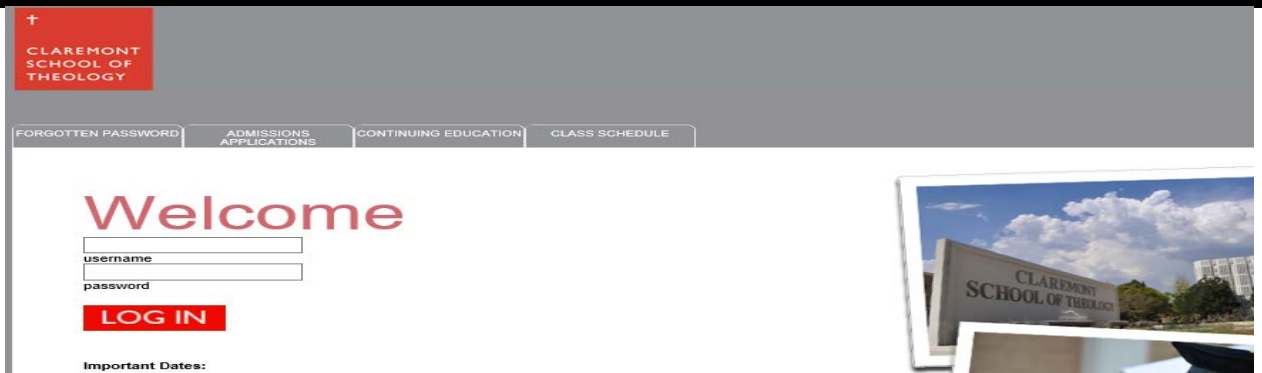 CLAREMONT
SCHOOL OF
THEOLOGY
FORGOTTEN PASSWORD
ADMISSIONS
APPLICATIONS
CONTINUING EDUCATION
CLASS SCHEDULE
Welcome
username
password
LOG IN
CLAREMONT
SCHOOL OF THEOLOGY
Important Dates: